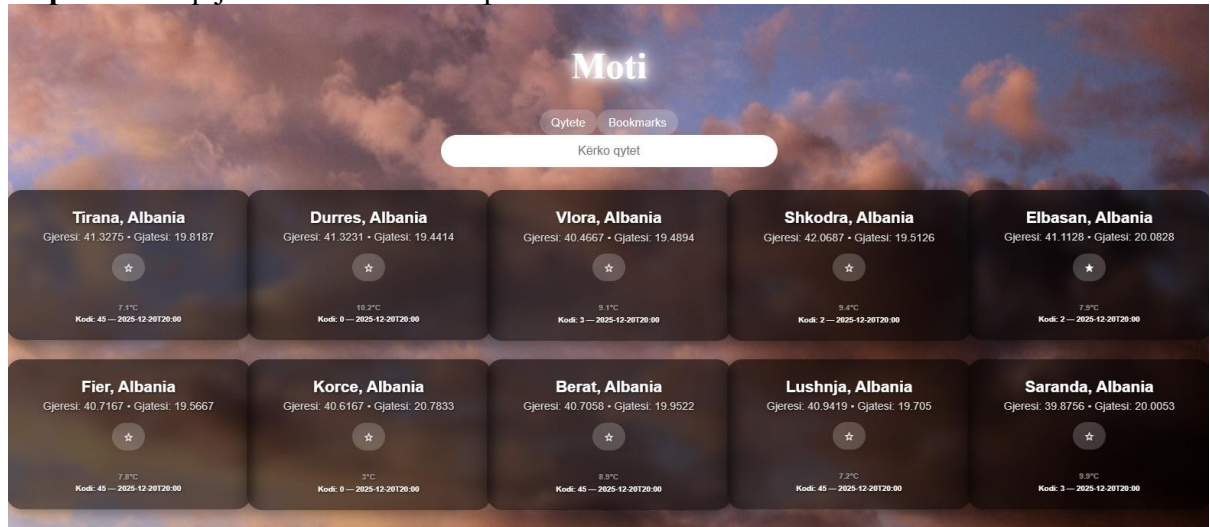 Moti
Qytete Bookmarks
Kërko qytet
Tirana, Albania
Gjeresi: 41.3275 • Gjatesi: 19.8187
☆
7.1°C
Kodi: 45 — 2025-12-20T20:00
Durres, Albania
Gjeresi: 41.3231 • Gjatesi: 19.4414
☆
10.2°C
Kodi: 0 — 2025-12-20T20:00
Vlora, Albania
Gjeresi: 40.4667 • Gjatesi: 19.4894
☆
9.1°C
Kodi: 3 — 2025-12-20T20:00
Shkodra, Albania
Gjeresi: 42.0687 • Gjatesi: 19.5126
☆
9.4°C
Kodi: 2 — 2025-12-20T20:00
Elbasan, Albania
Gjeresi: 41.1128 • Gjatesi: 20.0828
★
7.9°C
Kodi: 2 — 2025-12-20T20:00
Fier, Albania
Gjeresi: 40.7167 • Gjatesi: 19.5667
☆
7.8°C
Kodi: 45 — 2025-12-20T20:00
Korce, Albania
Gjeresi: 40.6167 • Gjatesi: 20.7833
☆
3°C
Kodi: 0 — 2025-12-20T20:00
Berat, Albania
Gjeresi: 40.7058 • Gjatesi: 19.9522
☆
8.9°C
Kodi: 45 — 2025-12-20T20:00
Lushnja, Albania
Gjeresi: 40.9419 • Gjatesi: 19.705
☆
7.2°C
Kodi: 45 — 2025-12-20T20:00
Saranda, Albania
Gjeresi: 39.8756 • Gjatesi: 20.0053
☆
9.9°C
Kodi: 3 — 2025-12-20T20:00